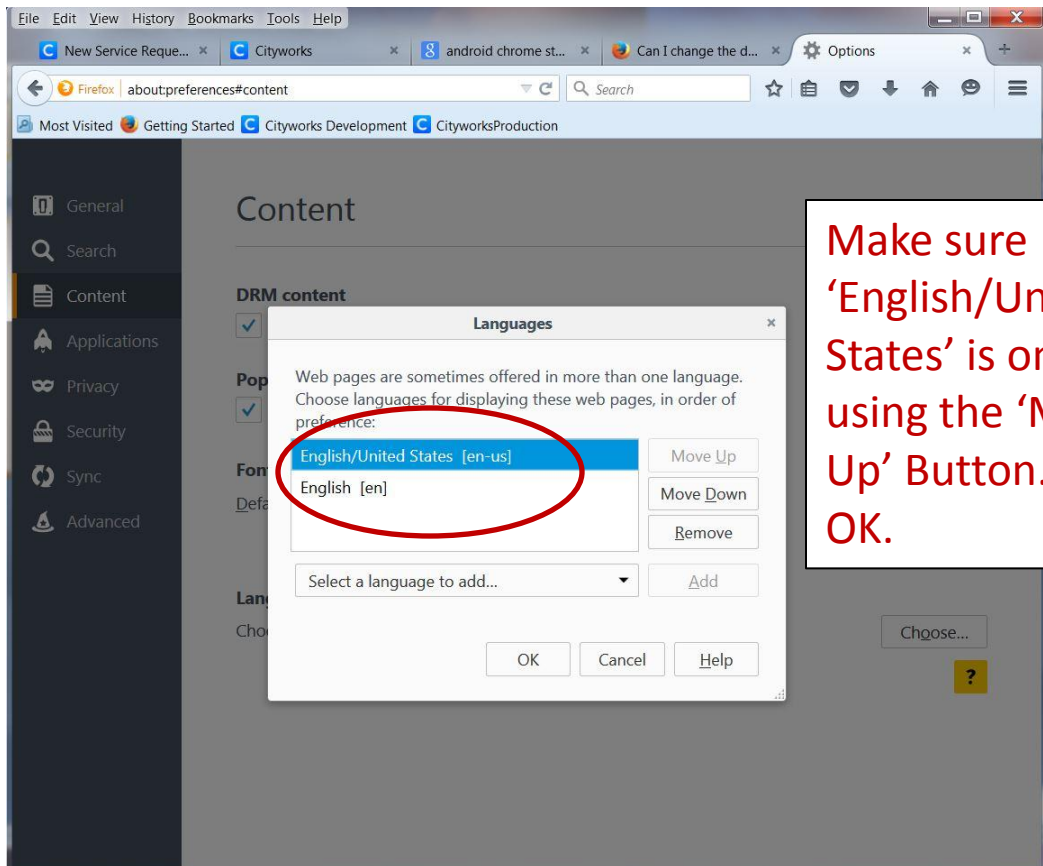 File Edit View History Bookmarks Tools Help
New Service Reque... Cityworks android chrome st... Can I change the d... Options
Firefox about:preferences#content Search
Most Visited Getting Started Cityworks Development CityworksProduction
General
Search
Content
Applications
Privacy
Security
Sync
Advanced
Content
DRM content
Languages
Web pages are sometimes offered in more than one language.
Choose languages for displaying these web pages, in order of
preference:
English/United States [en-us]
English [en]
Move Up
Move Down
Remove
Select a language to add...
Add
OK Cancel Help
Pop
Fon
Defa
Lan
Cho
Choose...
?
Make sure
‘English/Un
States’ is
using the ‘
Up’ Button.
OK.